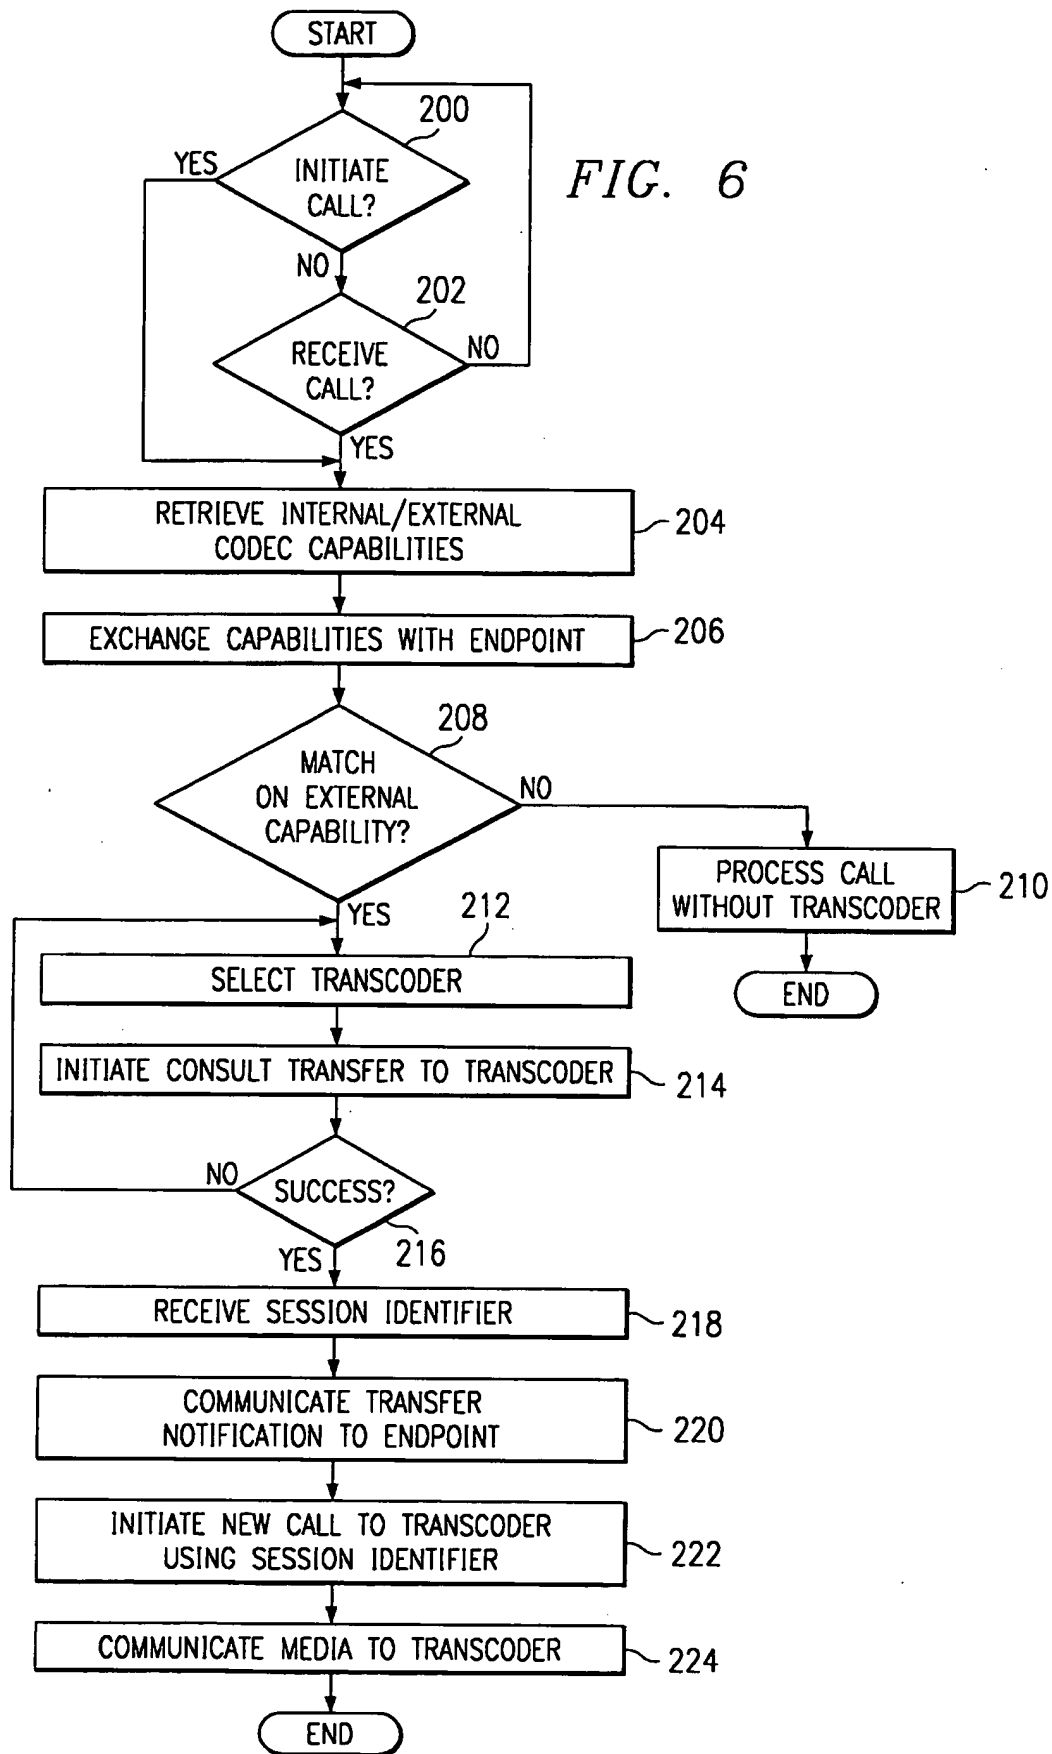 START
200
YES
INITIATE
CALL?
FIG. 6
NO
202
RECEIVE
CALL?
NO
YES
RETRIEVE INTERNAL/EXTERNAL
CODEC CAPABILITIES
204
EXCHANGE CAPABILITIES WITH ENDPOINT
206
208
MATCH
ON EXTERNAL
CAPABILITY?
NO
PROCESS CALL
WITHOUT TRANSCODER
210
END
YES
212
SELECT TRANSCODER
INITIATE CONSULT TRANSFER TO TRANSCODER
214
NO
SUCCESS?
216
YES
RECEIVE SESSION IDENTIFIER
218
COMMUNICATE TRANSFER
NOTIFICATION TO ENDPOINT
220
INITIATE NEW CALL TO TRANSCODER
USING SESSION IDENTIFIER
222
COMMUNICATE MEDIA TO TRANSCODER
224
END